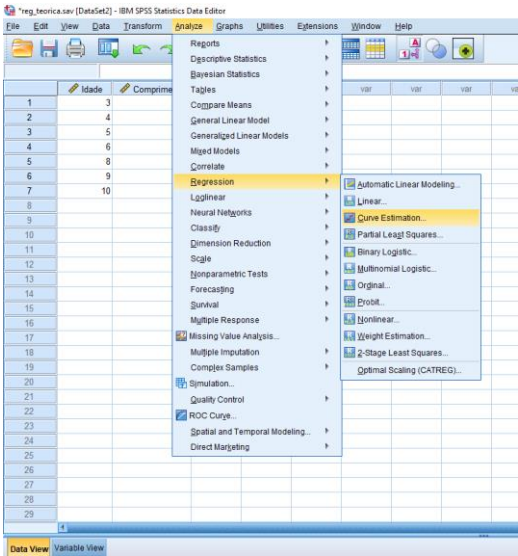 *reg_teorica.sav [DataSet2] - IBM SPSS Statistics Data Editor
File Edit View Data Transform Analyze Graphs Utilities Extensions Window Help
Reports
Descriptive Statistics
Bayesian Statistics
Tables
Compare Means
General Linear Model
Generalized Linear Models
Mixed Models
Correlate
Regression
Loglinear
Neural Networks
Classify
Dimension Reduction
Scale
Nonparametric Tests
Forecasting
Survival
Multiple Response
Missing Value Analysis...
Multiple Imputation
Complex Samples
Simulation...
Quality Control
ROC Curve...
Spatial and Temporal Modeling...
Direct Marketing
Automatic Linear Modeling...
Linear...
Curve Estimation...
Partial Least Squares...
Binary Logistic...
Multinomial Logistic...
Ordinal...
Probit...
Nonlinear...
Weight Estimation...
2-Stage Least Squares...
Optimal Scaling (CATREG)...
Idade Comprime var var var va
1 3
2 4
3 5
4 6
5 8
6 9
7 10
8
9
10
11
12
13
14
15
16
17
18
19
20
21
22
23
24
25
26
27
28
29
Data View Variable View